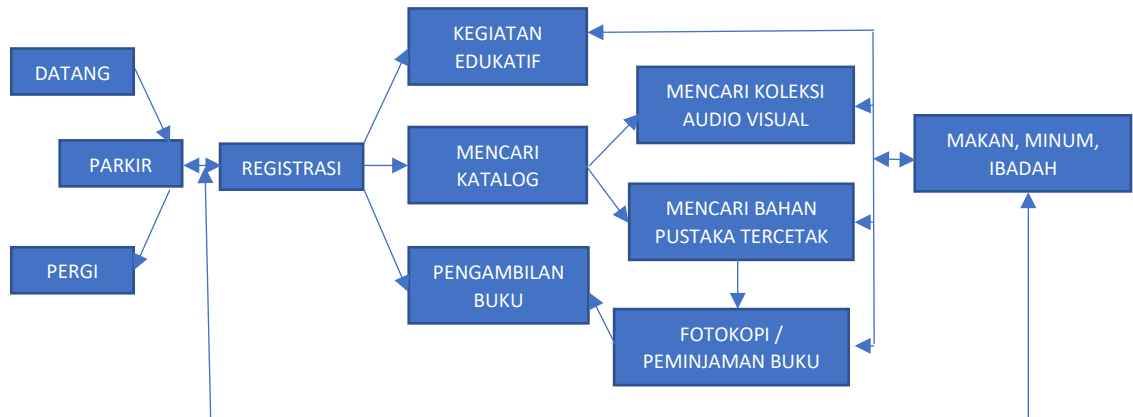 DATANG
PARKIR
PERGI
REGISTRASI
KEGIATAN
EDUKATIF
MENCARI
KATALOG
PENGAMBILAN
BUKU
MENCARI KOLEKSI
AUDIO VISUAL
MENCARI BAHAN
PUSTAKA TERCETAK
FOTOKOPI /
PEMINJAMAN BUKU
MAKAN, MINUM,
IBADAH